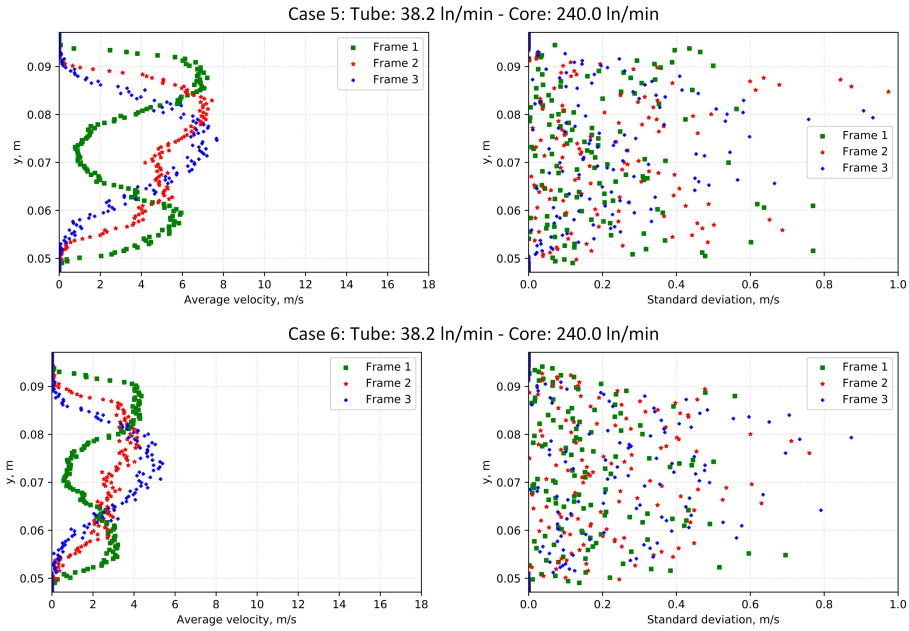 Case 5: Tube: 38.2 ln/min - Core: 240.0 ln/min
Frame 1
Frame 2
Frame 3
0.09
0.08
0.07
0.06
0.05
y, m
0 2 4 6 8 10 12 14 16 18
Average velocity, m/s
Frame 1
Frame 2
Frame 3
0.09
0.08
0.07
0.06
0.05
y, m
0.0 0.2 0.4 0.6 0.8 1.0
Standard deviation, m/s
Case 6: Tube: 38.2 ln/min - Core: 240.0 ln/min
Frame 1
Frame 2
Frame 3
0.09
0.08
0.07
0.06
0.05
y, m
0 2 4 6 8 10 12 14 16 18
Average velocity, m/s
Frame 1
Frame 2
Frame 3
0.09
0.08
0.07
0.06
0.05
y, m
0.0 0.2 0.4 0.6 0.8 1.0
Standard deviation, m/s